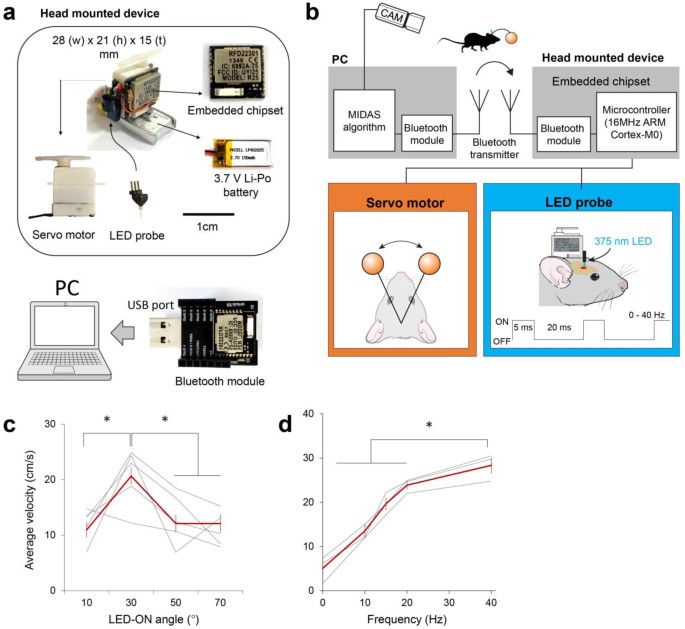 a
Head mounted device
28 (w) x 21 (h) x 15 (t)
mm
RFD22301
1349
IC: 6992A-25
FCC ID: UYI25
MODEL: R25
Embedded chipset
3.7 V Li-Po
battery
Servo motor
LED probe
1cm
PC
USB port
Bluetooth module
b
CAM
PC
Head mounted device
Embedded chipset
MIDAS
algorithm
Bluetooth
module
Bluetooth
transmitter
Bluetooth
module
Microcontroller
(16MHz ARM
Cortex-M0)
Servo motor
LED probe
375 nm LED
0 - 40 Hz
ON
5 ms
20 ms
OFF
c
* *
30
20
10
0
Average velocity (cm/s)
10 30 50 70
LED-ON angle (°)
d
*
40
30
20
10
0
0 10 20 30 40
Frequency (Hz)